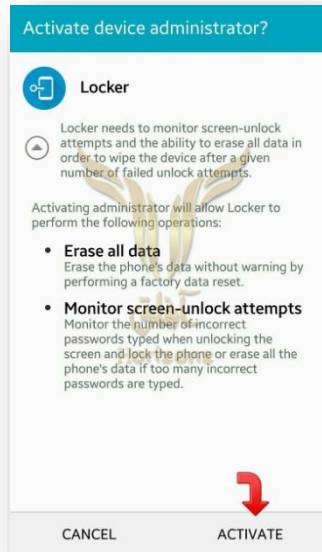 Activate device administrator?
Locker
Locker needs to monitor screen-unlock
attempts and the ability to erase all data in
order to wipe the device after a given
number of failed unlock attempts.
Activating administrator will allow Locker to
perform the following operations:
• Erase all data
Erase the phone's data without warning by
performing a factory data reset.
• Monitor screen-unlock attempts
Monitor the number of incorrect
passwords typed when unlocking the
screen and lock the phone or erase all the
phone's data if too many incorrect
passwords are typed.
CANCEL ACTIVATE